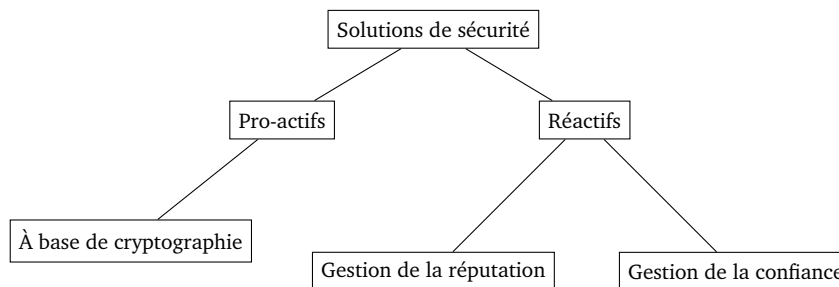 Solutions de sécurité
Pro-actifs
Réactifs
À base de cryptographie
Gestion de la réputation
Gestion de la confiance